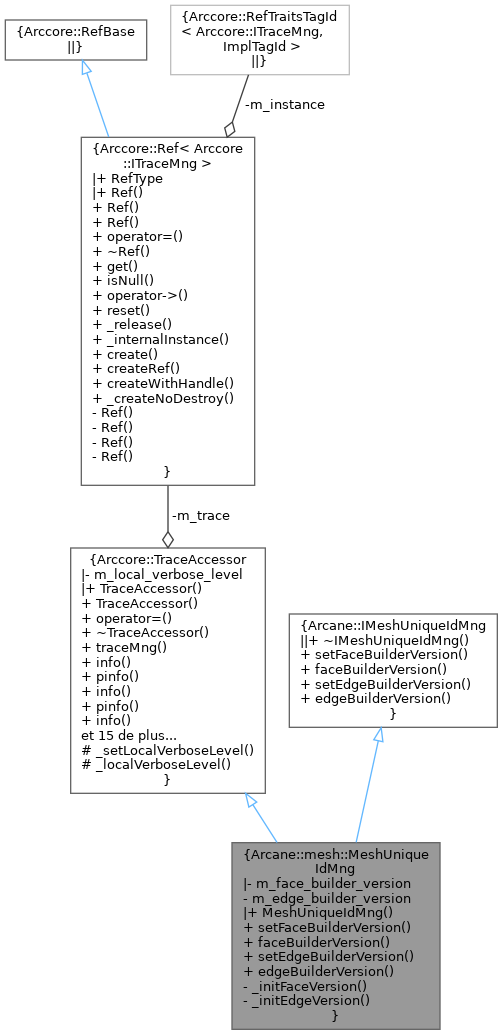 {Arccore::RefBase
||}
{Arccore::RefTraitsTagId
< Arccore::ITraceMng,
ImplTagId >
||}
-m_instance
{Arccore::Ref< Arccore
::ITraceMng >
|+ RefType
|+ Ref()
+ Ref()
+ Ref()
+ operator=()
+ ~Ref()
+ get()
+ isNull()
+ operator->()
+ reset()
+ _release()
+ _internalInstance()
+ create()
+ createRef()
+ createWithHandle()
+ _createNoDestroy()
- Ref()
- Ref()
- Ref()
- Ref()
}
-m_trace
{Arccore::TraceAccessor
|- m_local_verbose_level
|+ TraceAccessor()
+ TraceAccessor()
+ operator=()
+ ~TraceAccessor()
+ traceMng()
+ info()
+ pinfo()
+ info()
+ pinfo()
+ info()
et 15 de plus...
# _setLocalVerboseLevel()
# _localVerboseLevel()
}
{Arcane::IMeshUniqueIdMng
||+ ~IMeshUniqueIdMng()
+ setFaceBuilderVersion()
+ faceBuilderVersion()
+ setEdgeBuilderVersion()
+ edgeBuilderVersion()
}
{Arcane::mesh::MeshUnique
IdMng
|- m_face_builder_version
- m_edge_builder_version
|+ MeshUniqueIdMng()
+ setFaceBuilderVersion()
+ faceBuilderVersion()
+ setEdgeBuilderVersion()
+ edgeBuilderVersion()
- _initFaceVersion()
- _initEdgeVersion()
}